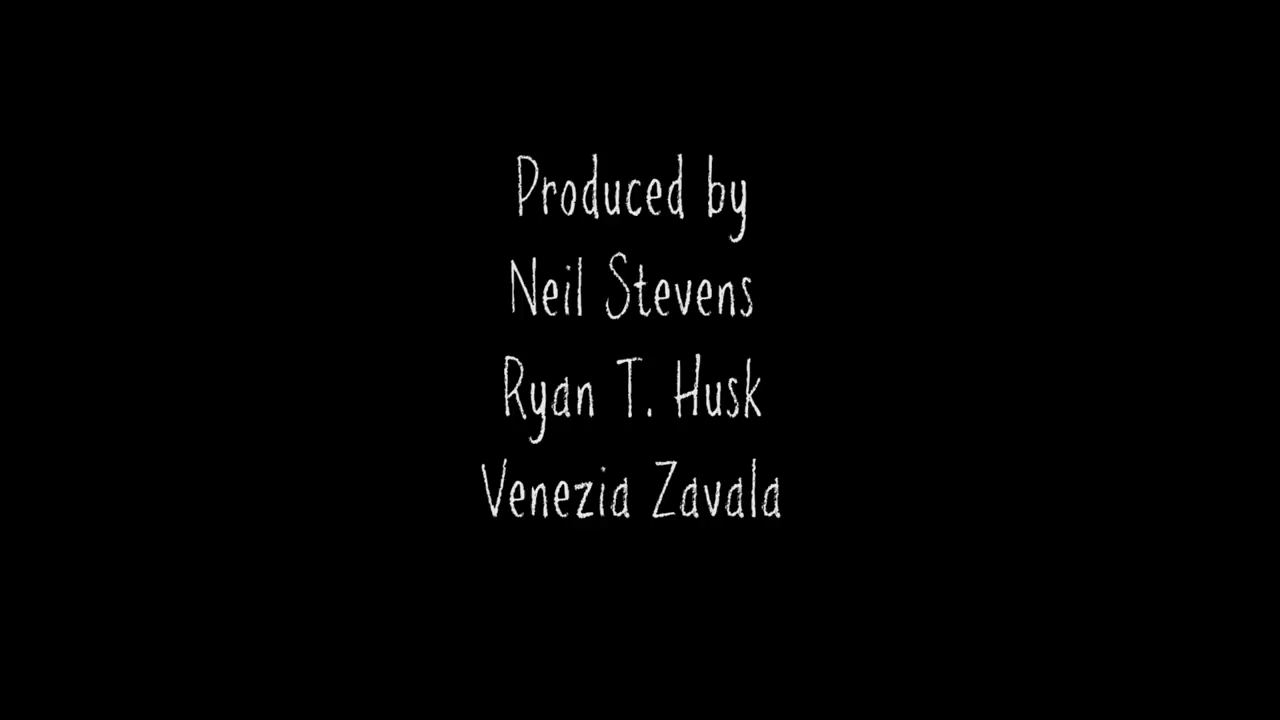 Produced by
Neil Stevens
Ryan T. Husk
Venezia Zavala